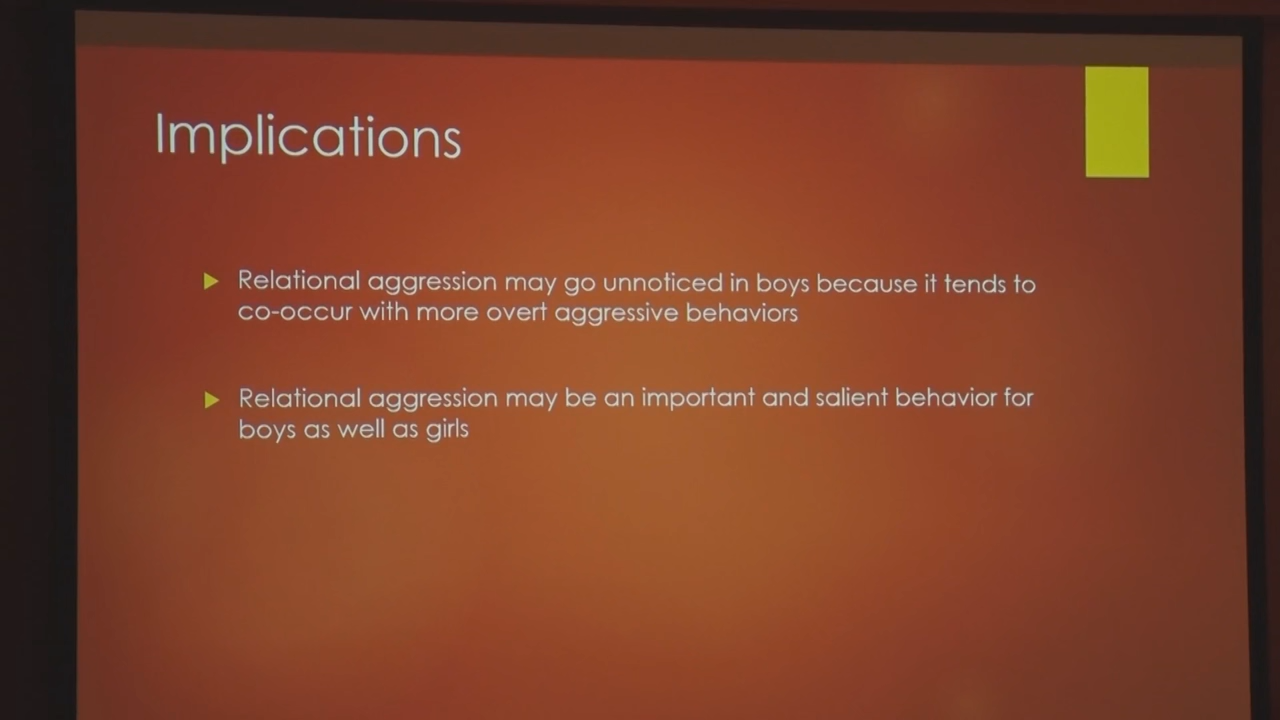 Implications
Relational aggression may go unnoticed in boys because it tends to
co-occur with more overt aggressive behaviors
Relational aggression may be an important and salient behavior for
boys as well as girls